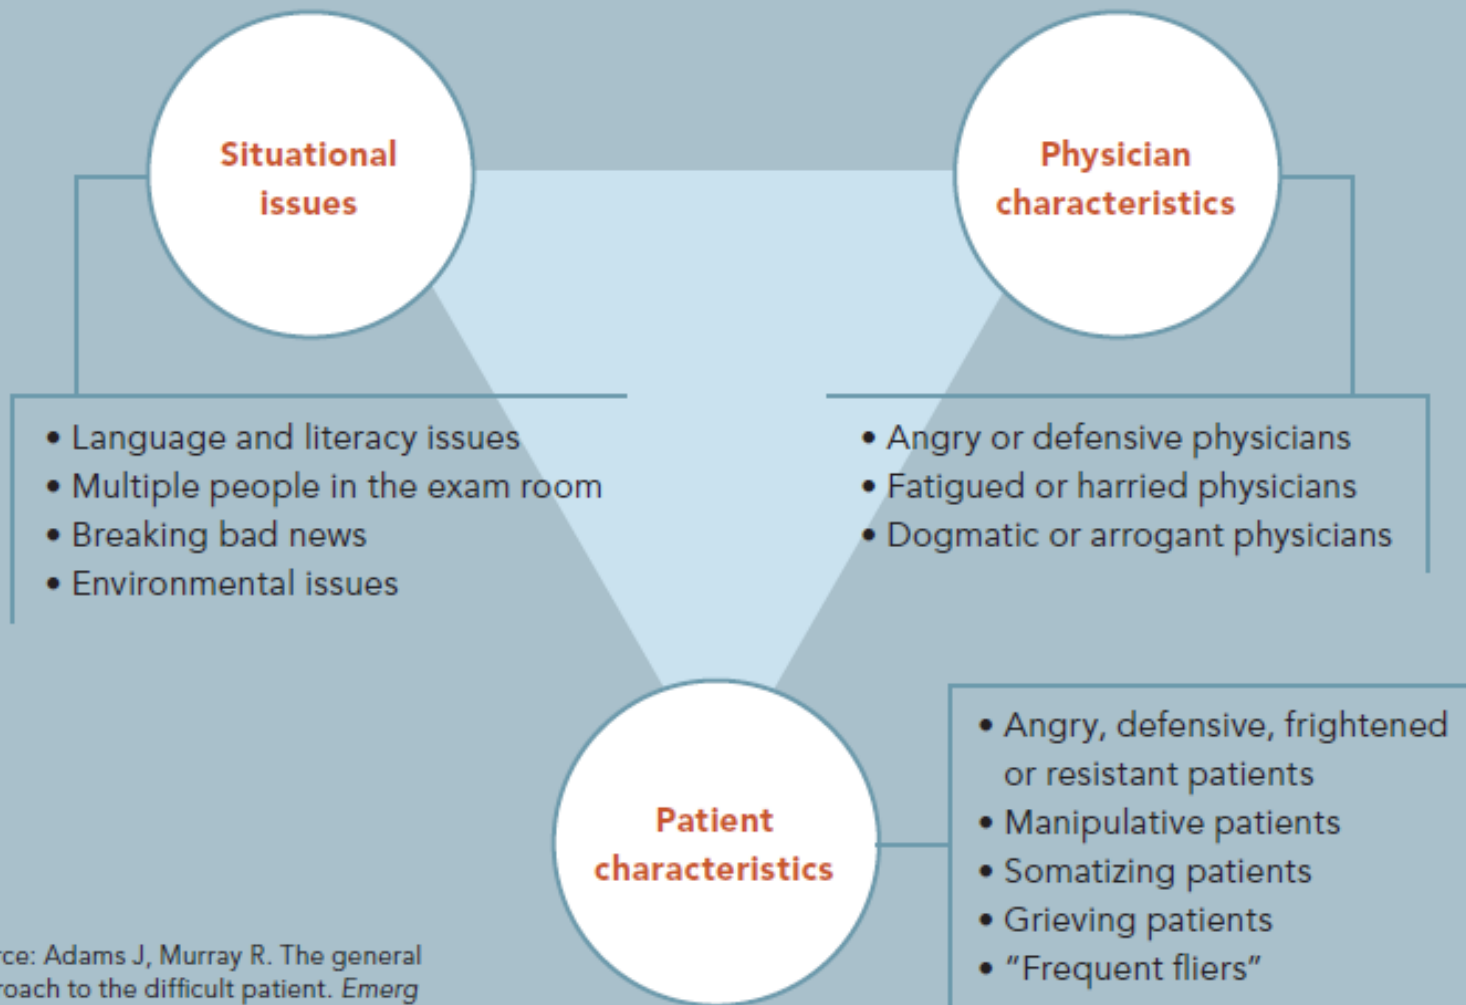 Situational
issues
Physician
characteristics
• Language and literacy issues
• Multiple people in the exam room
• Breaking bad news
• Environmental issues
• Angry or defensive physicians
• Fatigued or harried physicians
• Dogmatic or arrogant physicians
Patient
characteristics
• Angry, defensive, frightened
or resistant patients
• Manipulative patients
• Somatizing patients
• Grieving patients
• “Frequent fliers”
rce: Adams J, Murray R. The general
roach to the difficult patient. Emerg